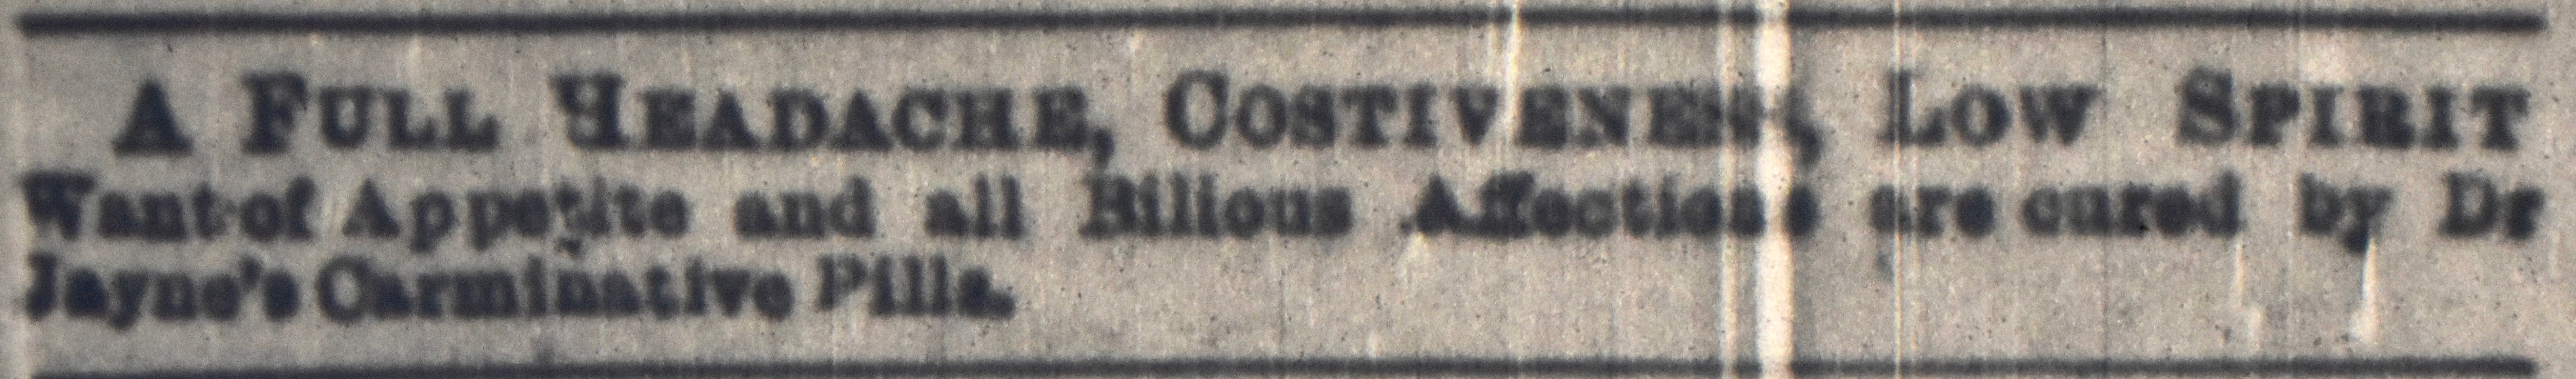 A FULL HEADACHE, COSTIVENESS, LOW SPIRIT
Want of Appetite and all Bilious Affections are cured by Dr
Jayne's Carminative Pills.